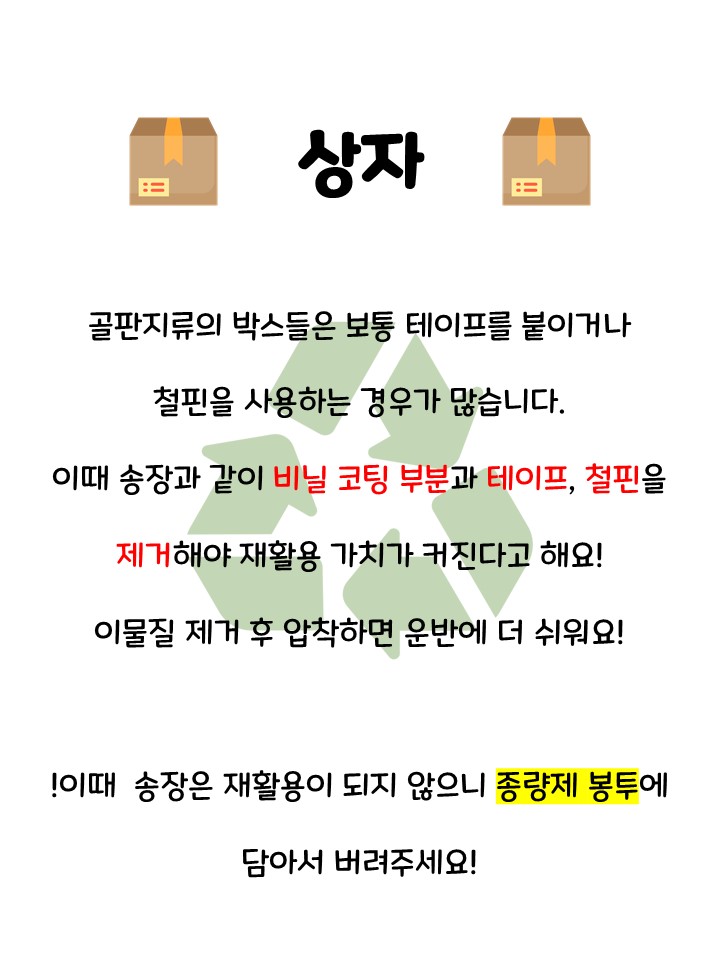 상자
골판지류의 박스들은 보통 테이프를 붙이거나
철핀을 사용하는 경우가 많습니다.
이때 송장과 같이 비닐 코팅 부분과 테이프, 철핀을
제거해야 재활용 가치가 커진다고 해요!
이물질 제거 후 압착하면 운반에 더 쉬워요!
!이때 송장은 재활용이 되지 않으니 종량제 봉투에
담아서 버려주세요!